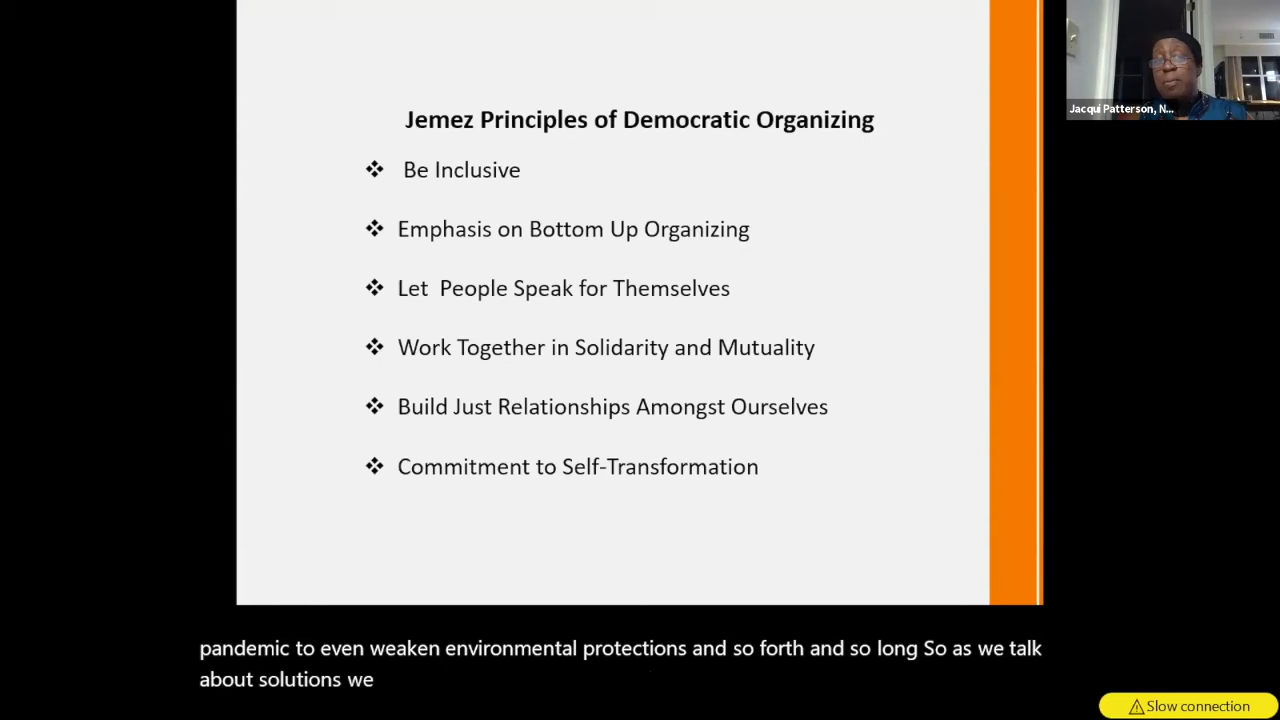 Jemez Principles of Democratic Organizing
❖ Be Inclusive
❖ Emphasis on Bottom Up Organizing
❖ Let People Speak for Themselves
❖ Work Together in Solidarity and Mutuality
❖ Build Just Relationships Amongst Ourselves
❖ Commitment to Self-Transformation
Jacqui Patterson, N...
pandemic to even weaken environmental protections and so forth and so long So as we talk
about solutions we
Slow connection